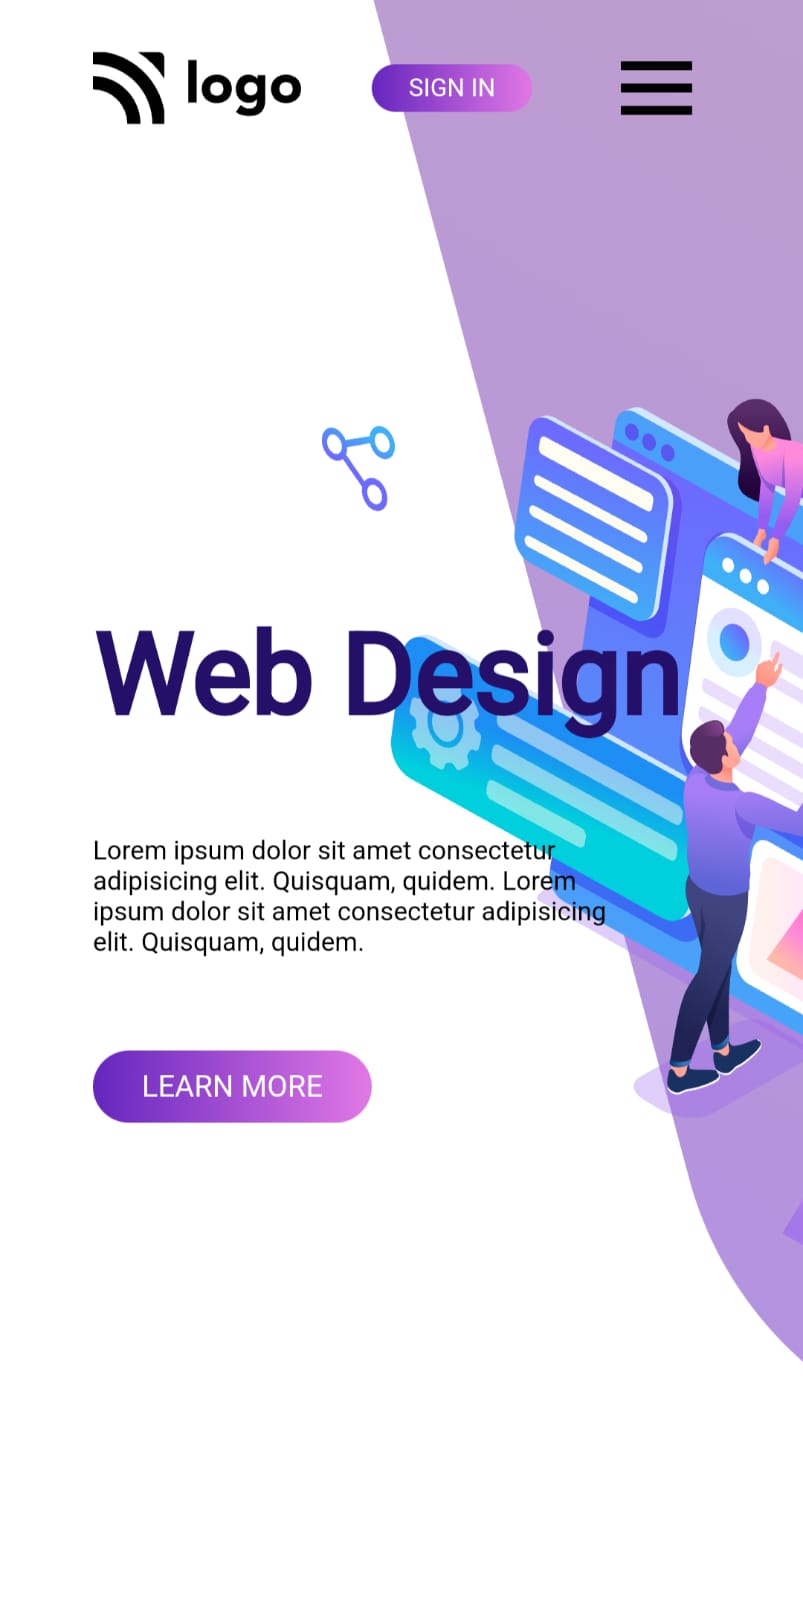 logo
SIGN IN
Web Design
Lorem ipsum dolor sit amet consectetur
adipisicing elit. Quisquam, quidem. Lorem
ipsum dolor sit amet consectetur adipisicing
elit. Quisquam, quidem.
LEARN MORE